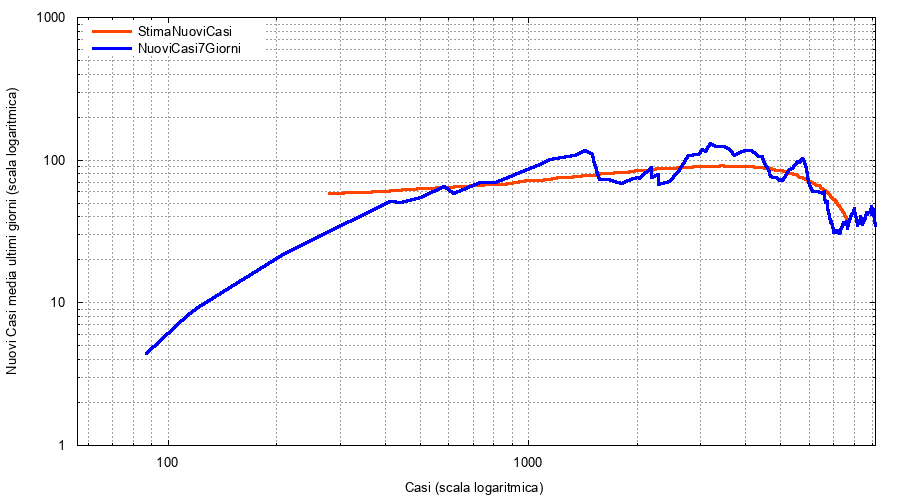 1000
StimaNuoviCasi
NuoviCasi7Giorni
100
10
1
Nuovi Casi media ultimi giorni (scala logaritmica)
100
1000
Casi (scala logaritmica)